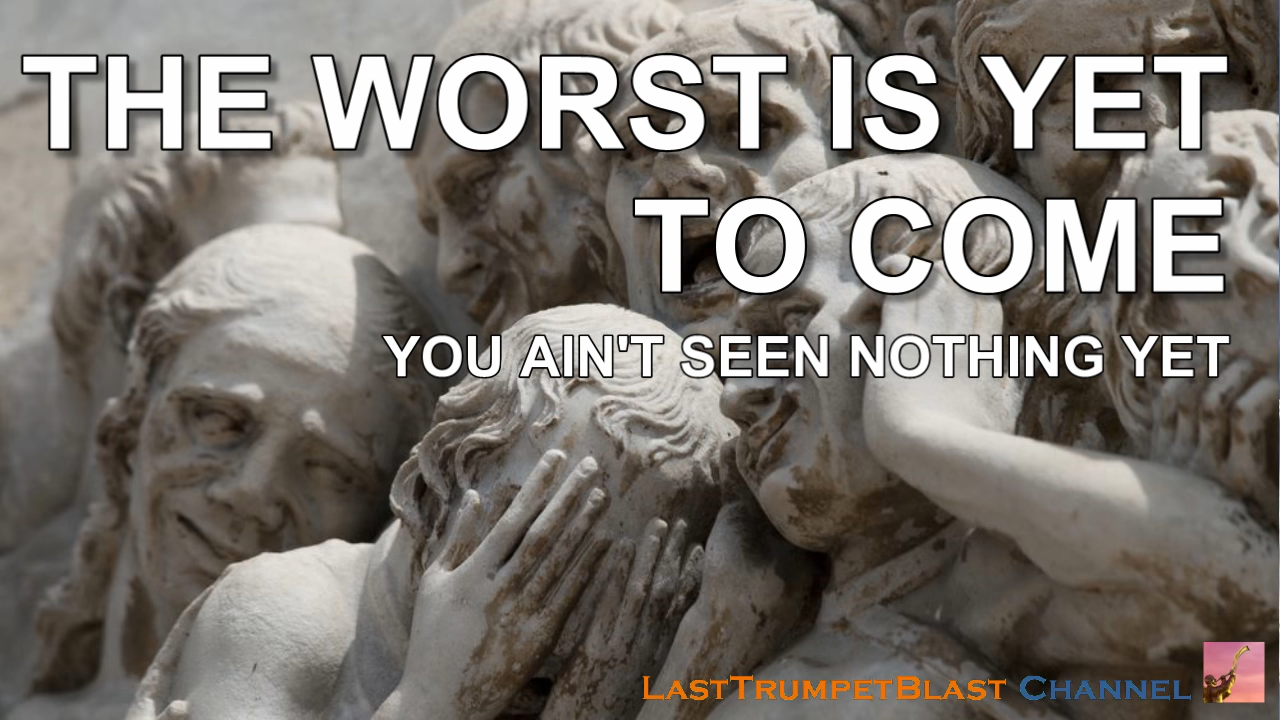 THE WORST IS YET
TO COME
YOU AIN'T SEEN NOTHING YET
LASTTRUMPETBLAST CHANNEL